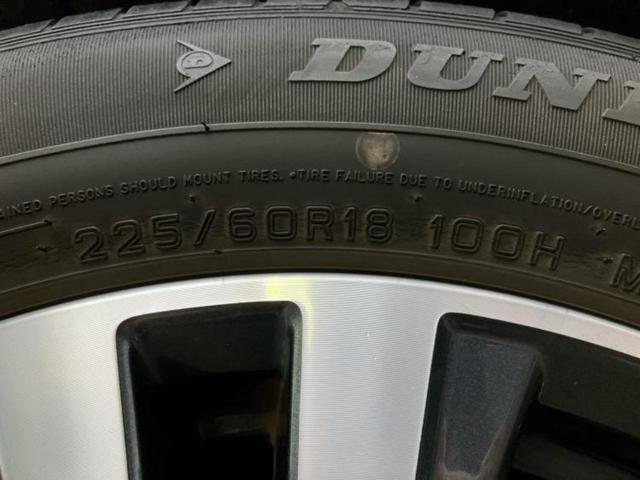 DUN
AINED PERSONS SHOULD MOUNT TIRES. •TIRE FAILURE DUE TO UNDERINFLATION/OVERL
225/60R18 100H M